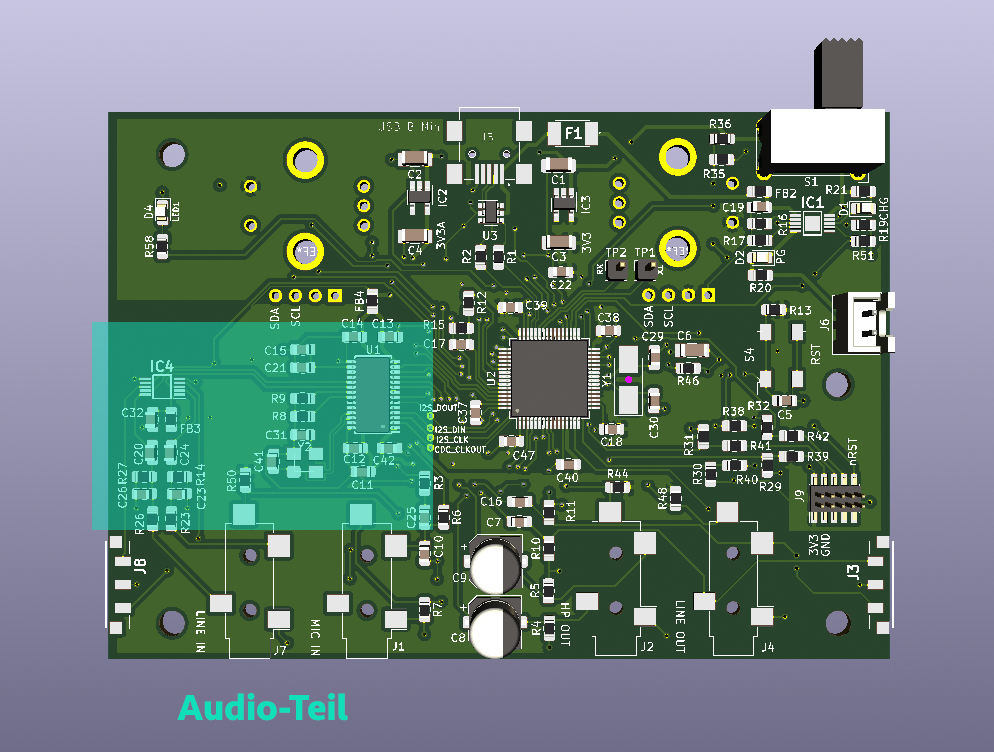 R36
USB B Min
J5
F1
R35
S1
C2
C1
R21
FB2
IC2
IC3
C19
IC1
D1
CHG
D4
LED1
R16
U3
3V3A
R17
R19
R58
C4
3V3
D2
PG
R51
R2
R1
C3
TP2
TP1
RX
R20
C22
FB4
R12
C39
SDA
SCL
SDA
SCL
R13
J6
C14
C13
R15
C38
C29
C6
U1
C17
C15
S4
RST
IC4
C21
U2
Y1
R46
R9
R32
C5
C32
R8
I2S_DOUT
C37
C30
R38
FB3
C31
I2S_DIN
C18
R31
R42
I2S_CLK
R41
Y2
C12
C42
CDC_CLKOUT
C47
C20
C24
C41
R39
nRST
C11
C40
R44
R30
R40
R29
R27
R14
R50
R3
R48
J9
C26
C23
C16
R11
R26
R23
C25
R6
C7
3V3
GND
J8
C10
R10
J3
C9
R5
R7
LINE IN
MIC IN
C8
R4
HP OUT
LINE OUT
J7
J1
J2
J4
Audio-Teil